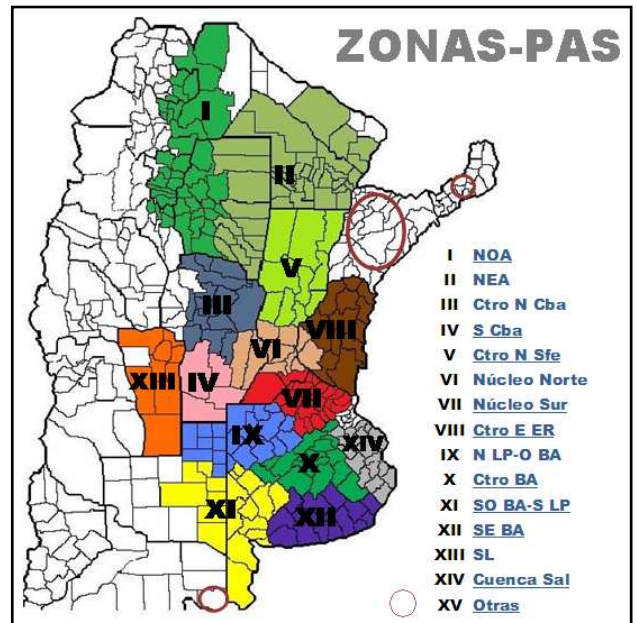 ZONAS-PAS
I
II
V
III
VIII
VI
XIII
IV
VII
IX
XIV
X
XI
XII
I NOA
II NEA
III Ctro N Cba
IV S Cba
V Ctro N Sfe
VI Núcleo Norte
VII Núcleo Sur
VIII Ctro E ER
IX N LP-O BA
X Ctro BA
XI SO BA-S LP
XII SE BA
XIII SL
XIV Cuenca Sal
XV Otras